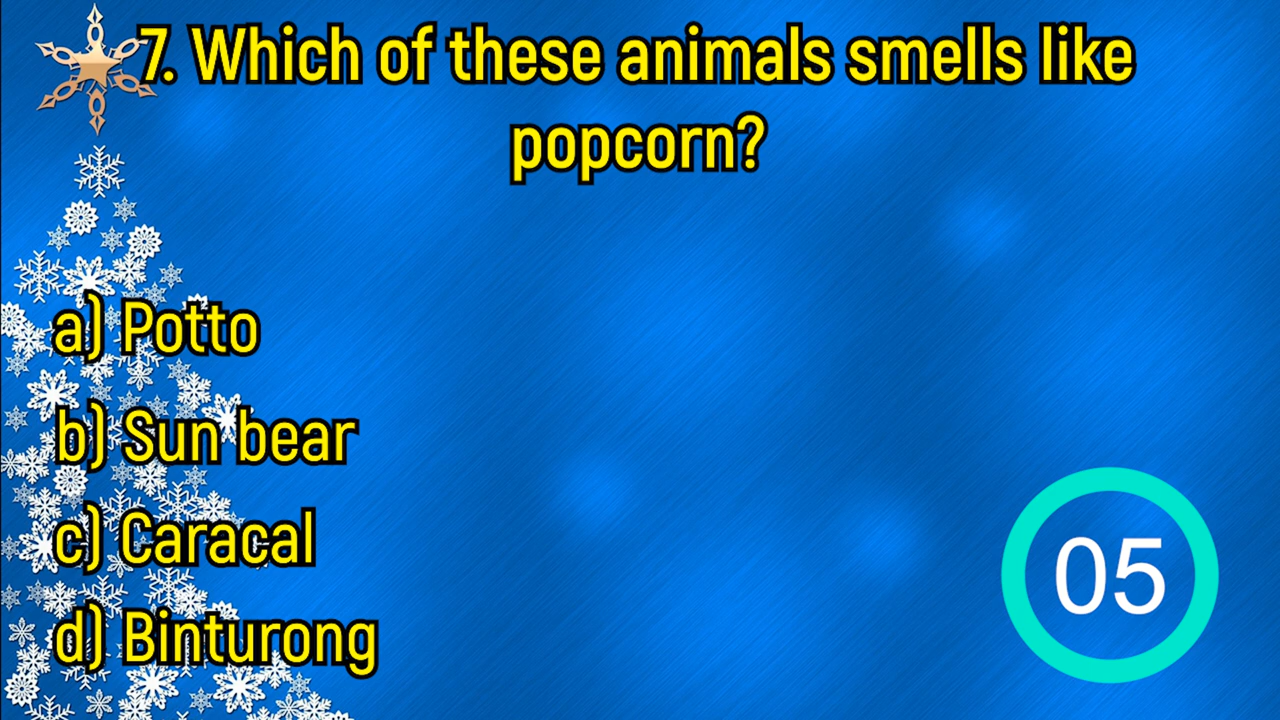 7. Which of these animals smells like
popcorn?
a) Potto
b) Sun bear
c) Caracal
d) Binturong
05